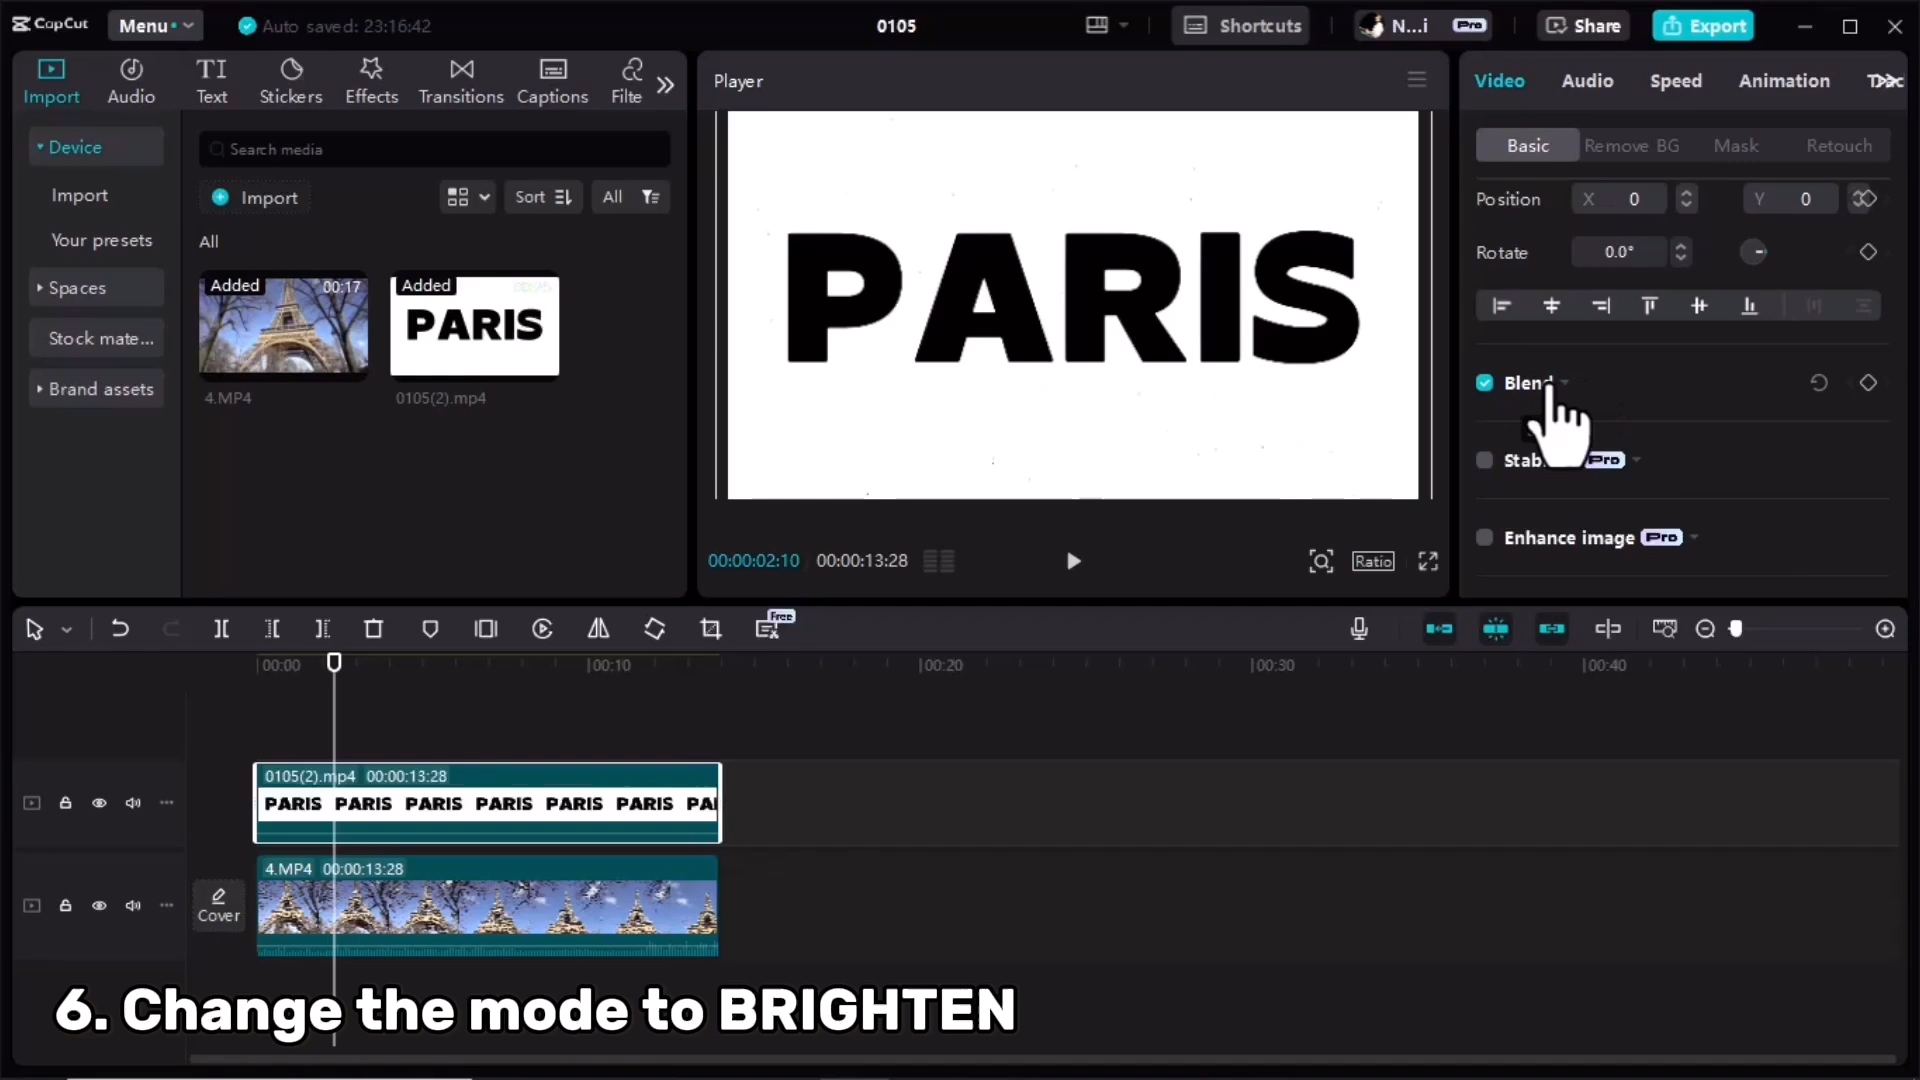 CapCut
Menu
Auto saved: 23:16:42
0105
Shortcuts
N...i
Pro
Share
Export
Import
Audio
Text
Stickers
Effects
Transitions
Captions
Filte
Player
Video
Audio
Speed
Animation
Device
Import
Your presets
Spaces
Stock mate...
Brand assets
Search media
Import
Sort
All
All
Added
00:17
PARIS
Added
4.MP4
0105(2).mp4
PARIS
00:00:02:10
00:00:13:28
Ratio
Basic
Remove BG
Mask
Retouch
Position
X 0
Y 0
Rotate
0.0°
Blend
Pro
Enhance image
Pro
Free
00:00
00:10
00:20
00:30
00:40
0105(2).mp4 00:00:13:28
PARIS PARIS PARIS PARIS PARIS PARIS PA
Cover
4.MP4 00:00:13:28
6. Change the mode to BRIGHTEN